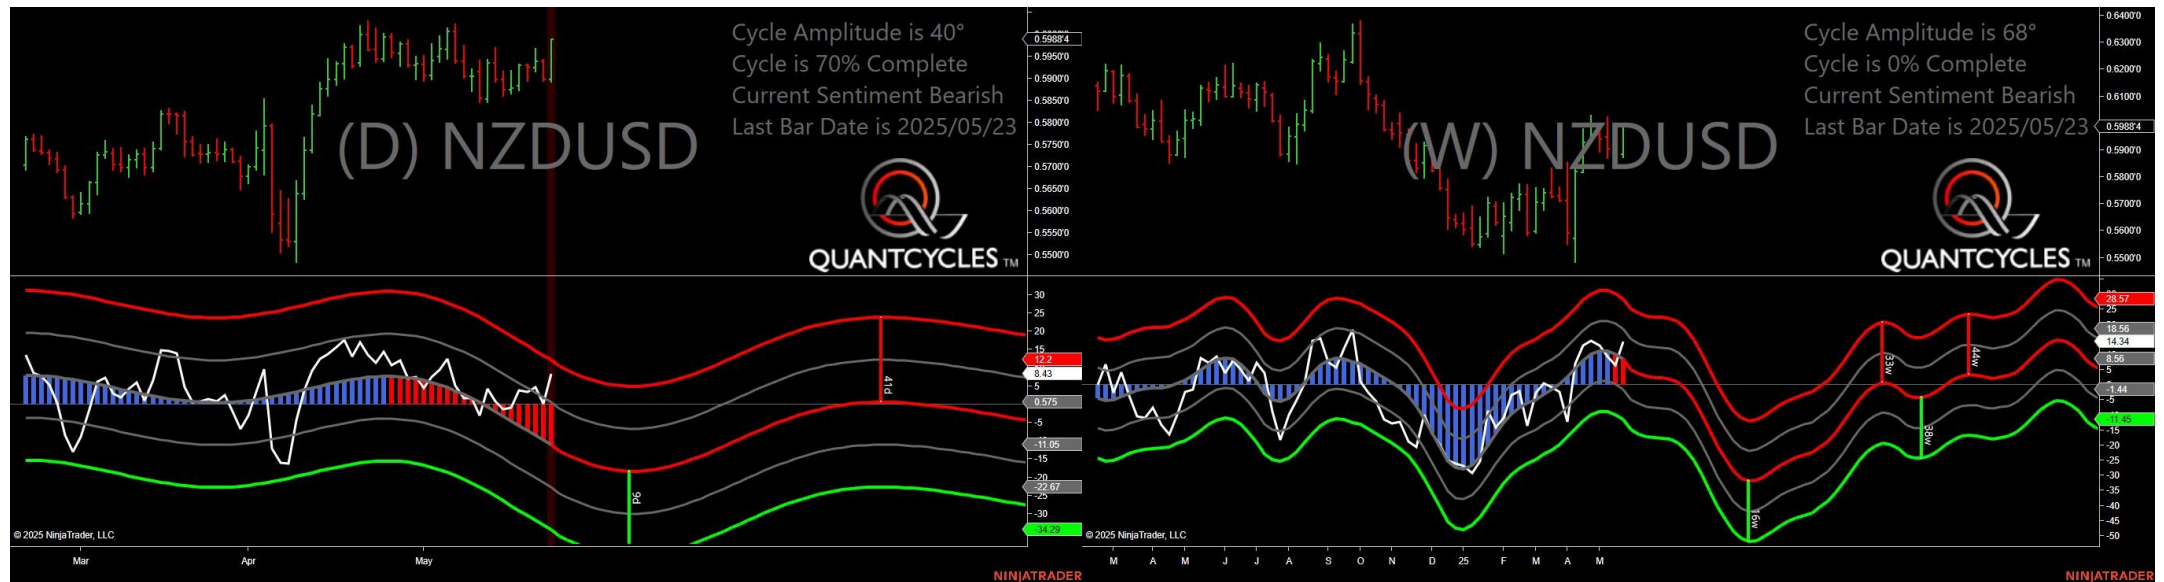 Cycle Amplitude is 40°
Cycle is 70% Complete
Current Sentiment Bearish
Last Bar Date is 2025/05/23
(D) NZDUSD
QUANTCYCLES TM
0.5988'4
0.5950'0
0.5900'0
0.5850'0
0.5800'0
0.5750'0
0.5700'0
0.5650'0
0.5600'0
0.5550'0
0.5500'0
30
25
20
15
12.2
8.43
5
0.575
-5
-11.05
-15
-20
-22.67
-25
-30
-34.29
41d
9d
© 2025 NinjaTrader, LLC
Mar Apr May
NINJATRADER
Cycle Amplitude is 68°
Cycle is 0% Complete
Current Sentiment Bearish
Last Bar Date is 2025/05/23
(W) NZDUSD
QUANTCYCLES TM
0.6400'0
0.6300'0
0.6200'0
0.6100'0
0.5988'4
0.5900'0
0.5800'0
0.5700'0
0.5600'0
0.5500'0
28.57
25
18.56
14.34
8.56
5
-1.44
-5
-11.45
-15
-20
-25
-30
-35
-40
-45
-50
33w
44w
38w
16w
© 2025 NinjaTrader, LLC
M A M J J A S O N D 25 F M A M
NINJATRADER